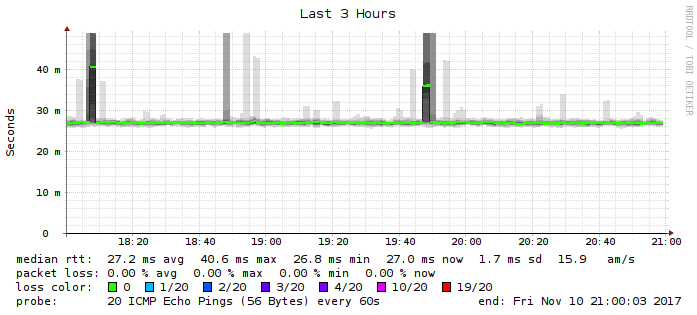 Last 3 Hours
RRDTOOL / TOBI OETIKER
Seconds
40 m
30 m
20 m
10 m
0
18:20 18:40 19:00 19:20 19:40 20:00 20:20 20:40 21:00
median rtt: 27.2 ms avg 40.6 ms max 26.8 ms min 27.0 ms now 1.7 ms sd 15.9 am/s
packet loss: 0.00 % avg 0.00 % max 0.00 % min 0.00 % now
loss color: 0 1/20 2/20 3/20 4/20 10/20 19/20
probe: 20 ICMP Echo Pings (56 Bytes) every 60s end: Fri Nov 10 21:00:03 2017